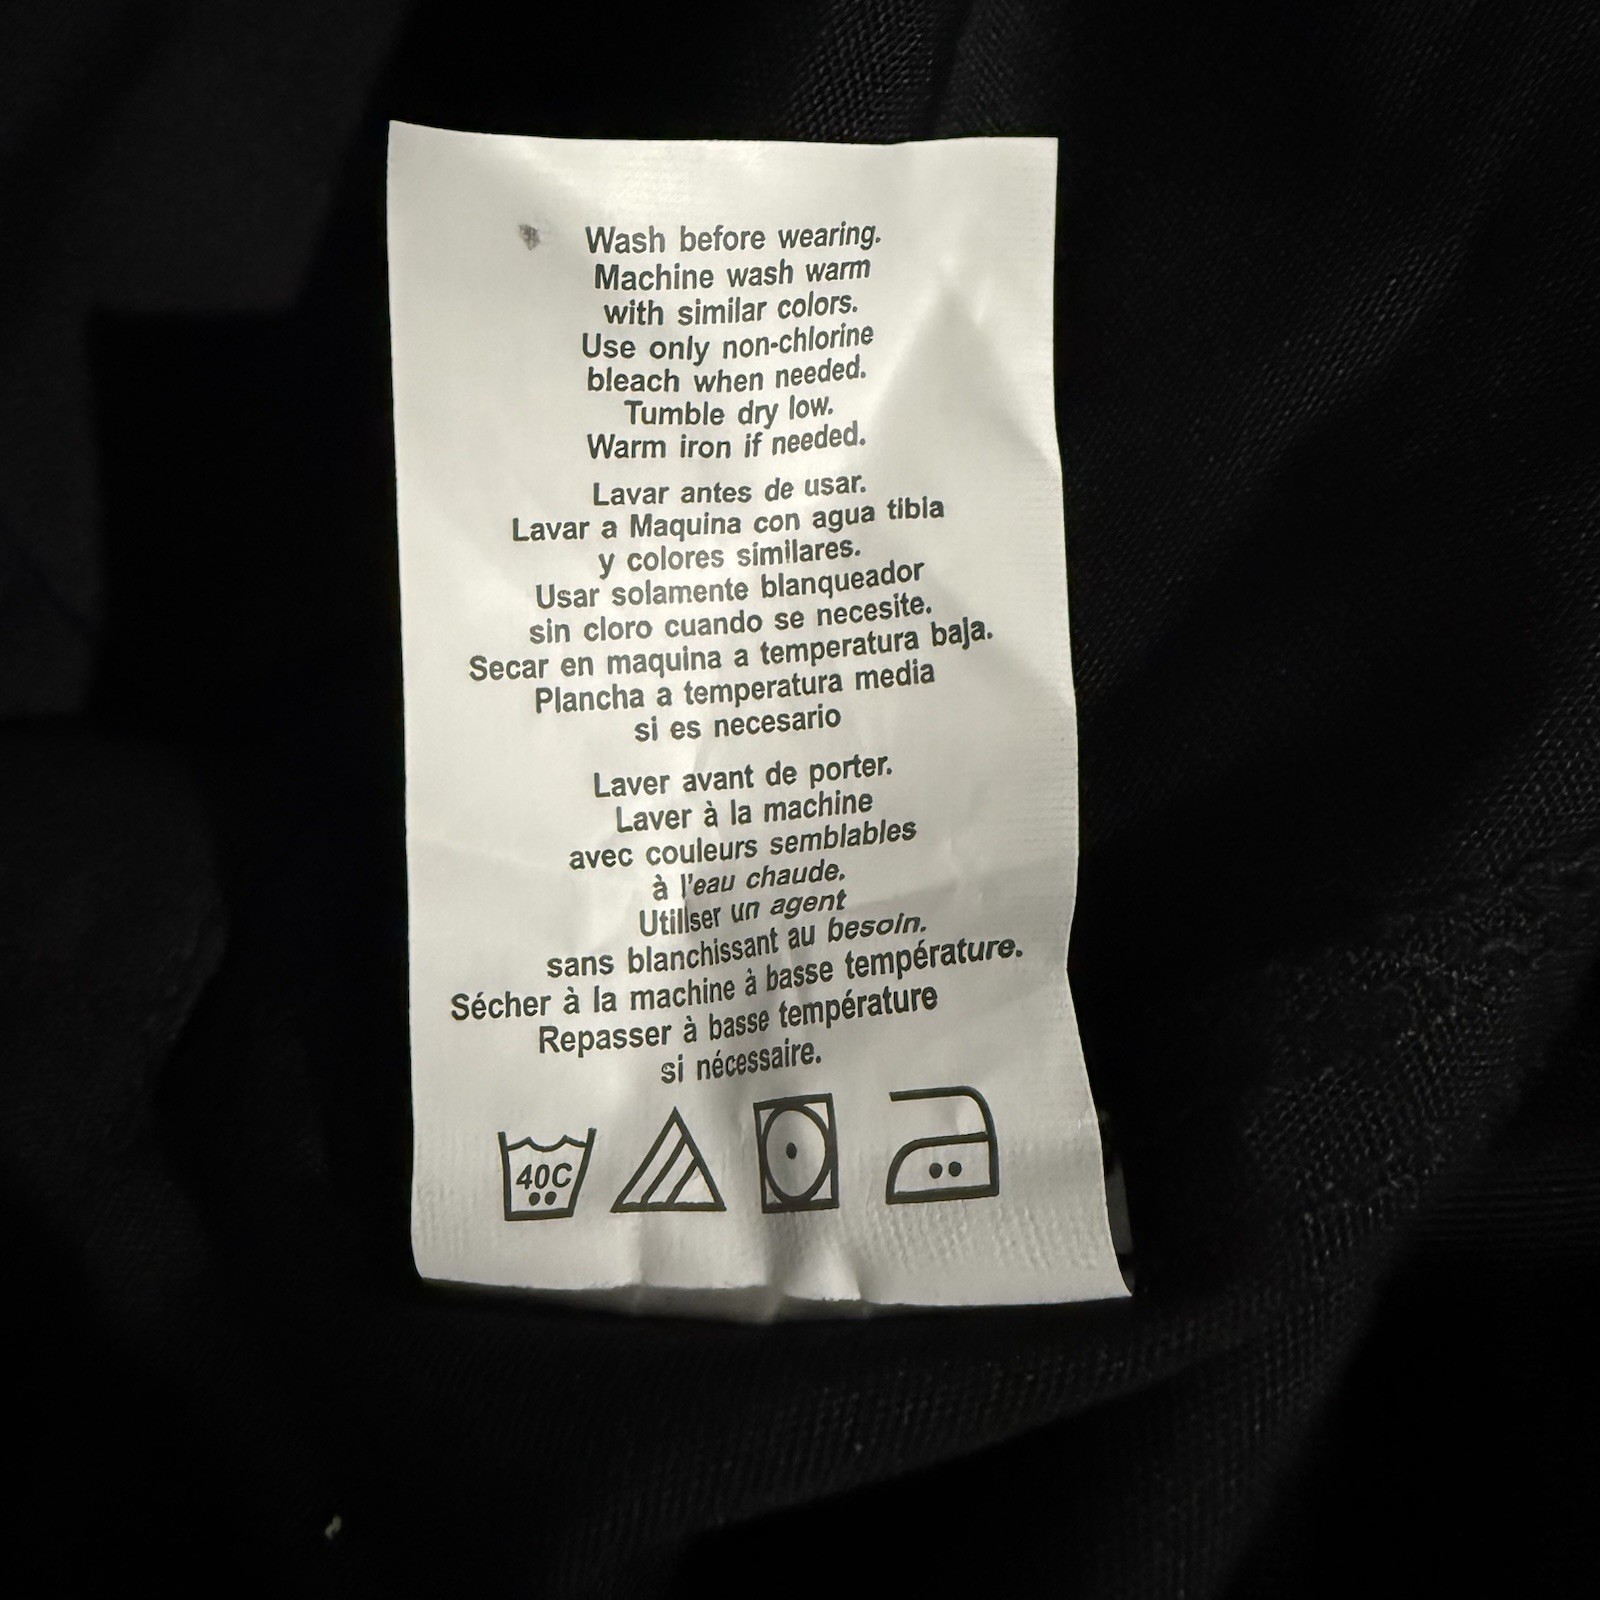 Wash before wearing.
Machine wash warm
with similar colors.
Use only non-chlorine
bleach when needed.
Tumble dry low.
Warm iron if needed.
Lavar antes de usar.
Lavar a Maquina con agua tibia
y colores similares.
Usar solamente blanqueador
sin cloro cuando se necesite.
Secar en maquina a temperatura baja.
Plancha a temperatura media
si es necesario
Laver avant de porter.
Laver à la machine
avec couleurs semblables
à l'eau chaude.
Utiliser un agent
sans blanchissant au besoin.
Sécher à la machine à basse température.
Repasser à basse température
si nécessaire.
40C